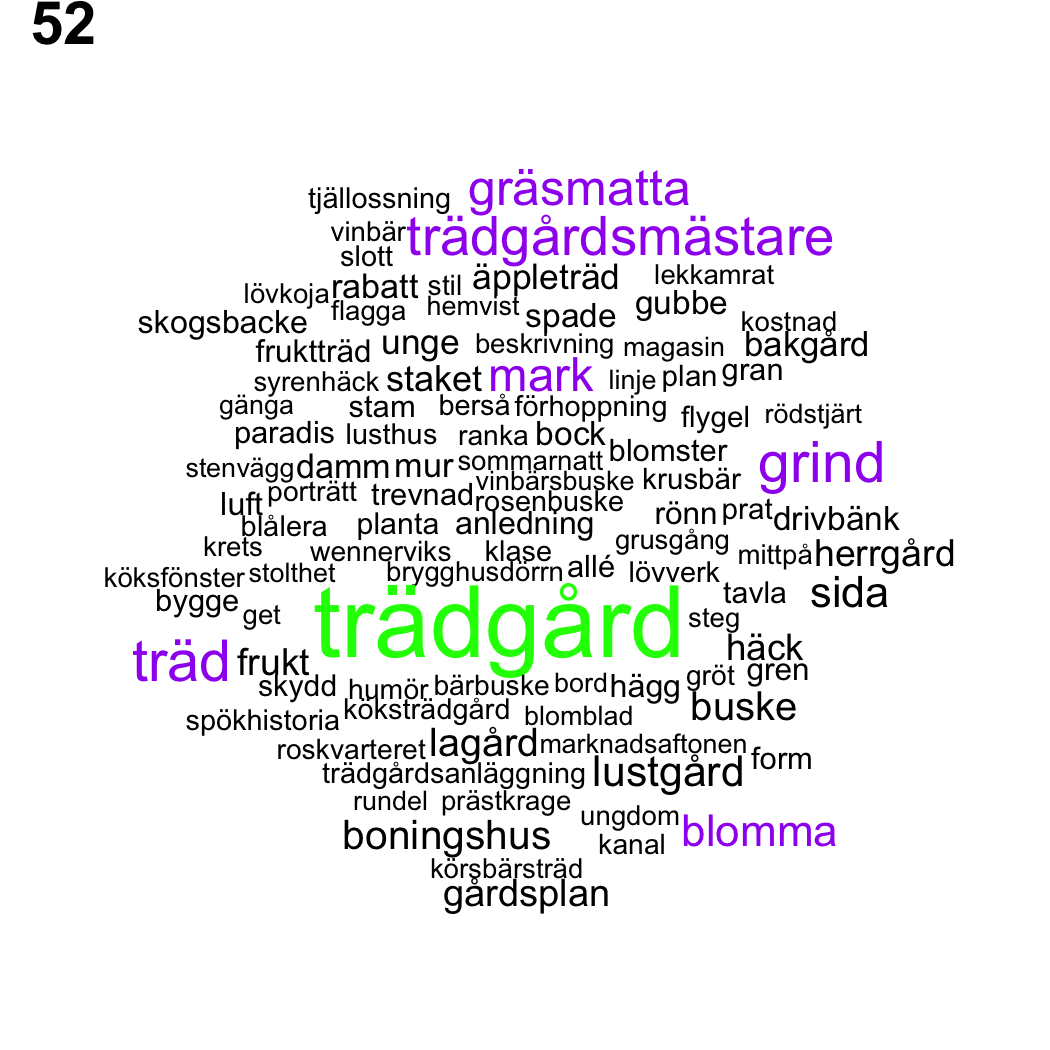 52
tjällossning gräsmatta
vinbär trädgårdsmästare
slott
lövkoja rabatt stil äppleträd lekkamrat
flagga hemvist spade gubbe
skogsbacke kostnad
fruktträd unge beskrivning magasin bakgård
syrenhäck staket mark linje plan gran
gänga stam berså förhoppning flygel rödstjärt
paradis lusthus ranka bock blomster
stenvägg damm mur sommarnatt grind
luft porträtt trevnad vinbärsbuske krusbär
rosenbuske
blålera planta anledning rönn prat drivbänk
krets wennerviks klase grusgång mittpå herrgård
köksfönster stolthet brygghusdörrn allé lövverk
bygge get trädgård steg tavla sida
träd frukt häck
skydd humör bärbuske bord hägg gröt gren
spökhistoria köksträdgård blomblad buske
roskvarteret lagård marknadsaftonen form
trädgårdsanläggning lustgård
rundel prästkrage ungdom
boningshus kanal blomma
körsbärsträd
gårdsplan